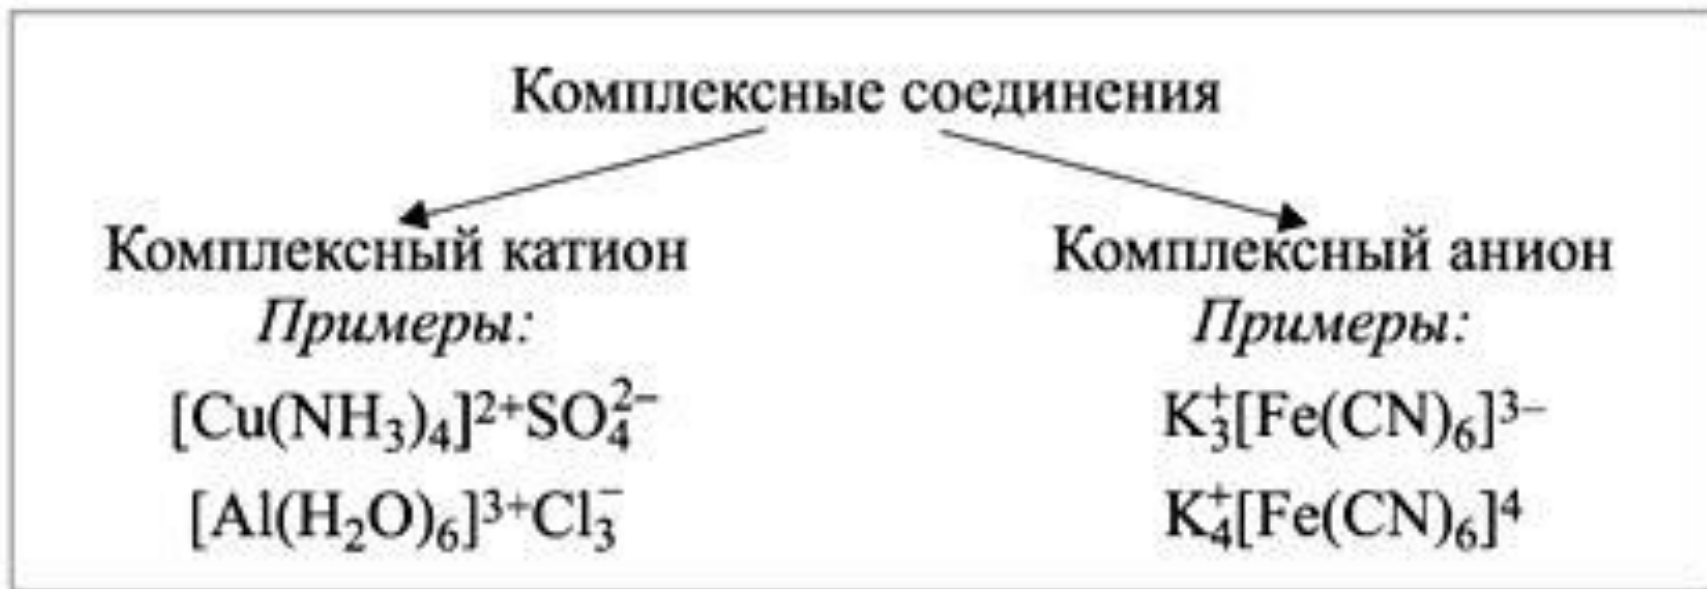 Комплексные соединения
Комплексный катион
Примеры:
[Cu(NH₃)₄]²⁺SO₄²⁻
[Al(H₂O)₆]³⁺Cl₃⁻
Комплексный анион
Примеры:
K₃⁺[Fe(CN)₆]³⁻
K₄⁺[Fe(CN)₆]⁴